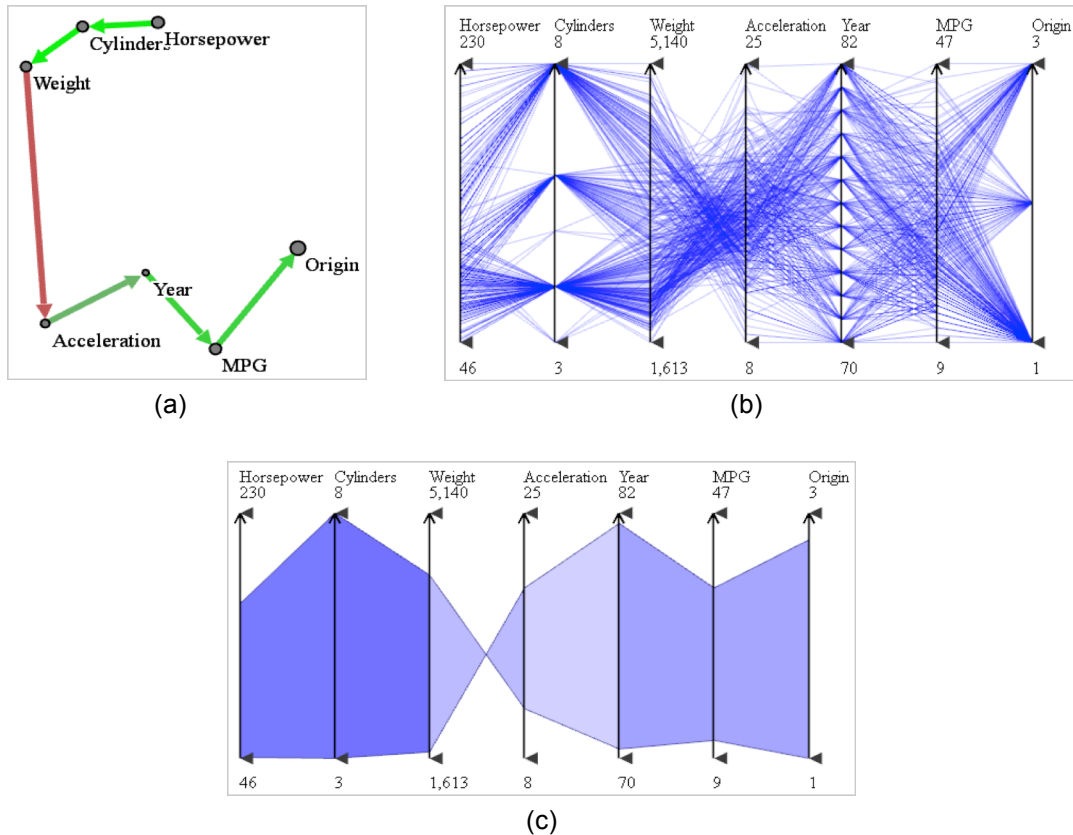 Cylinders
Horsepower
Weight
Origin
Year
Acceleration
MPG
(a)
Horsepower Cylinders Weight Acceleration Year MPG Origin
230 8 5,140 25 82 47 3
46 3 1,613 8 70 9 1
(b)
Horsepower Cylinders Weight Acceleration Year MPG Origin
230 8 5,140 25 82 47 3
46 3 1,613 8 70 9 1
(c)